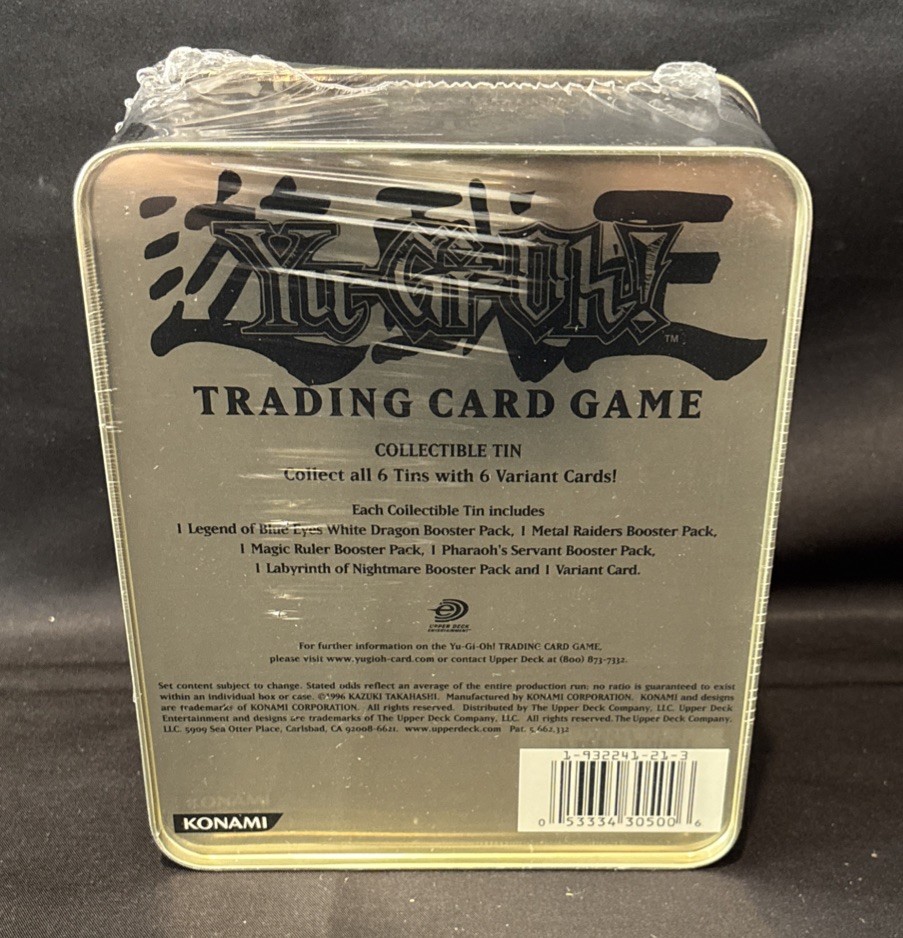 遊戯王
Yu-Gi-Oh!
TM
TRADING CARD GAME
COLLECTIBLE TIN
Collect all 6 Tins with 6 Variant Cards!
Each Collectible Tin includes
1 Legend of Blue Eyes White Dragon Booster Pack, 1 Metal Raiders Booster Pack,
1 Magic Ruler Booster Pack, 1 Pharaoh's Servant Booster Pack,
1 Labyrinth of Nightmare Booster Pack and 1 Variant Card.
UPPER DECK
ENTERTAINMENT
For further information on the Yu-Gi-Oh! TRADING CARD GAME,
please visit www.yugioh-card.com or contact Upper Deck at (800) 873-7332.
Set content subject to change. Stated odds reflect an average of the entire production run; no ratio is guaranteed to exist
within an individual box or case. ©1996 KAZUKI TAKAHASHI. Manufactured by KONAMI CORPORATION. KONAMI and designs
are trademarks of KONAMI CORPORATION. All rights reserved. Distributed by The Upper Deck Company, LLC. Upper Deck
Entertainment and designs are trademarks of The Upper Deck Company, LLC. All rights reserved. The Upper Deck Company,
LLC. 5909 Sea Otter Place, Carlsbad, CA 92008-6621. www.upperdeck.com Pat. 5,662,332
1-932241-21-3
0 53334 30500 6
KONAMI